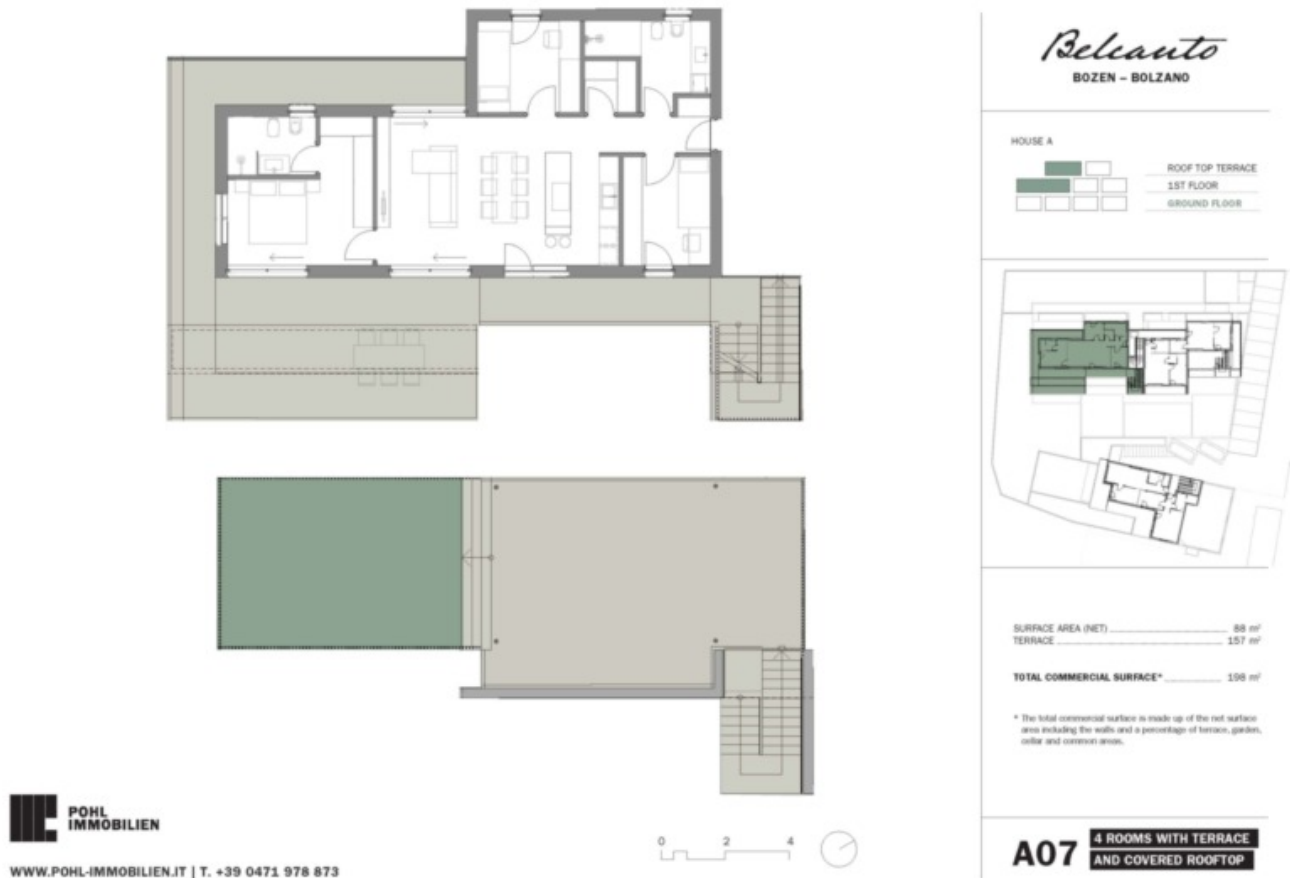 Belcanto
BOZEN – BOLZANO
HOUSE A
ROOF TOP TERRACE
1ST FLOOR
GROUND FLOOR
SURFACE AREA (NET) 88 m²
TERRACE 157 m²
TOTAL COMMERCIAL SURFACE* 198 m²
* The total commercial surface is made up of the net surface
area including the walls and a percentage of terrace, garden,
cellar and common areas.
POHL
IMMOBILIEN
0 2 4
WWW.POHL-IMMOBILIEN.IT | T. +39 0471 978 873
A07 4 ROOMS WITH TERRACE
AND COVERED ROOFTOP